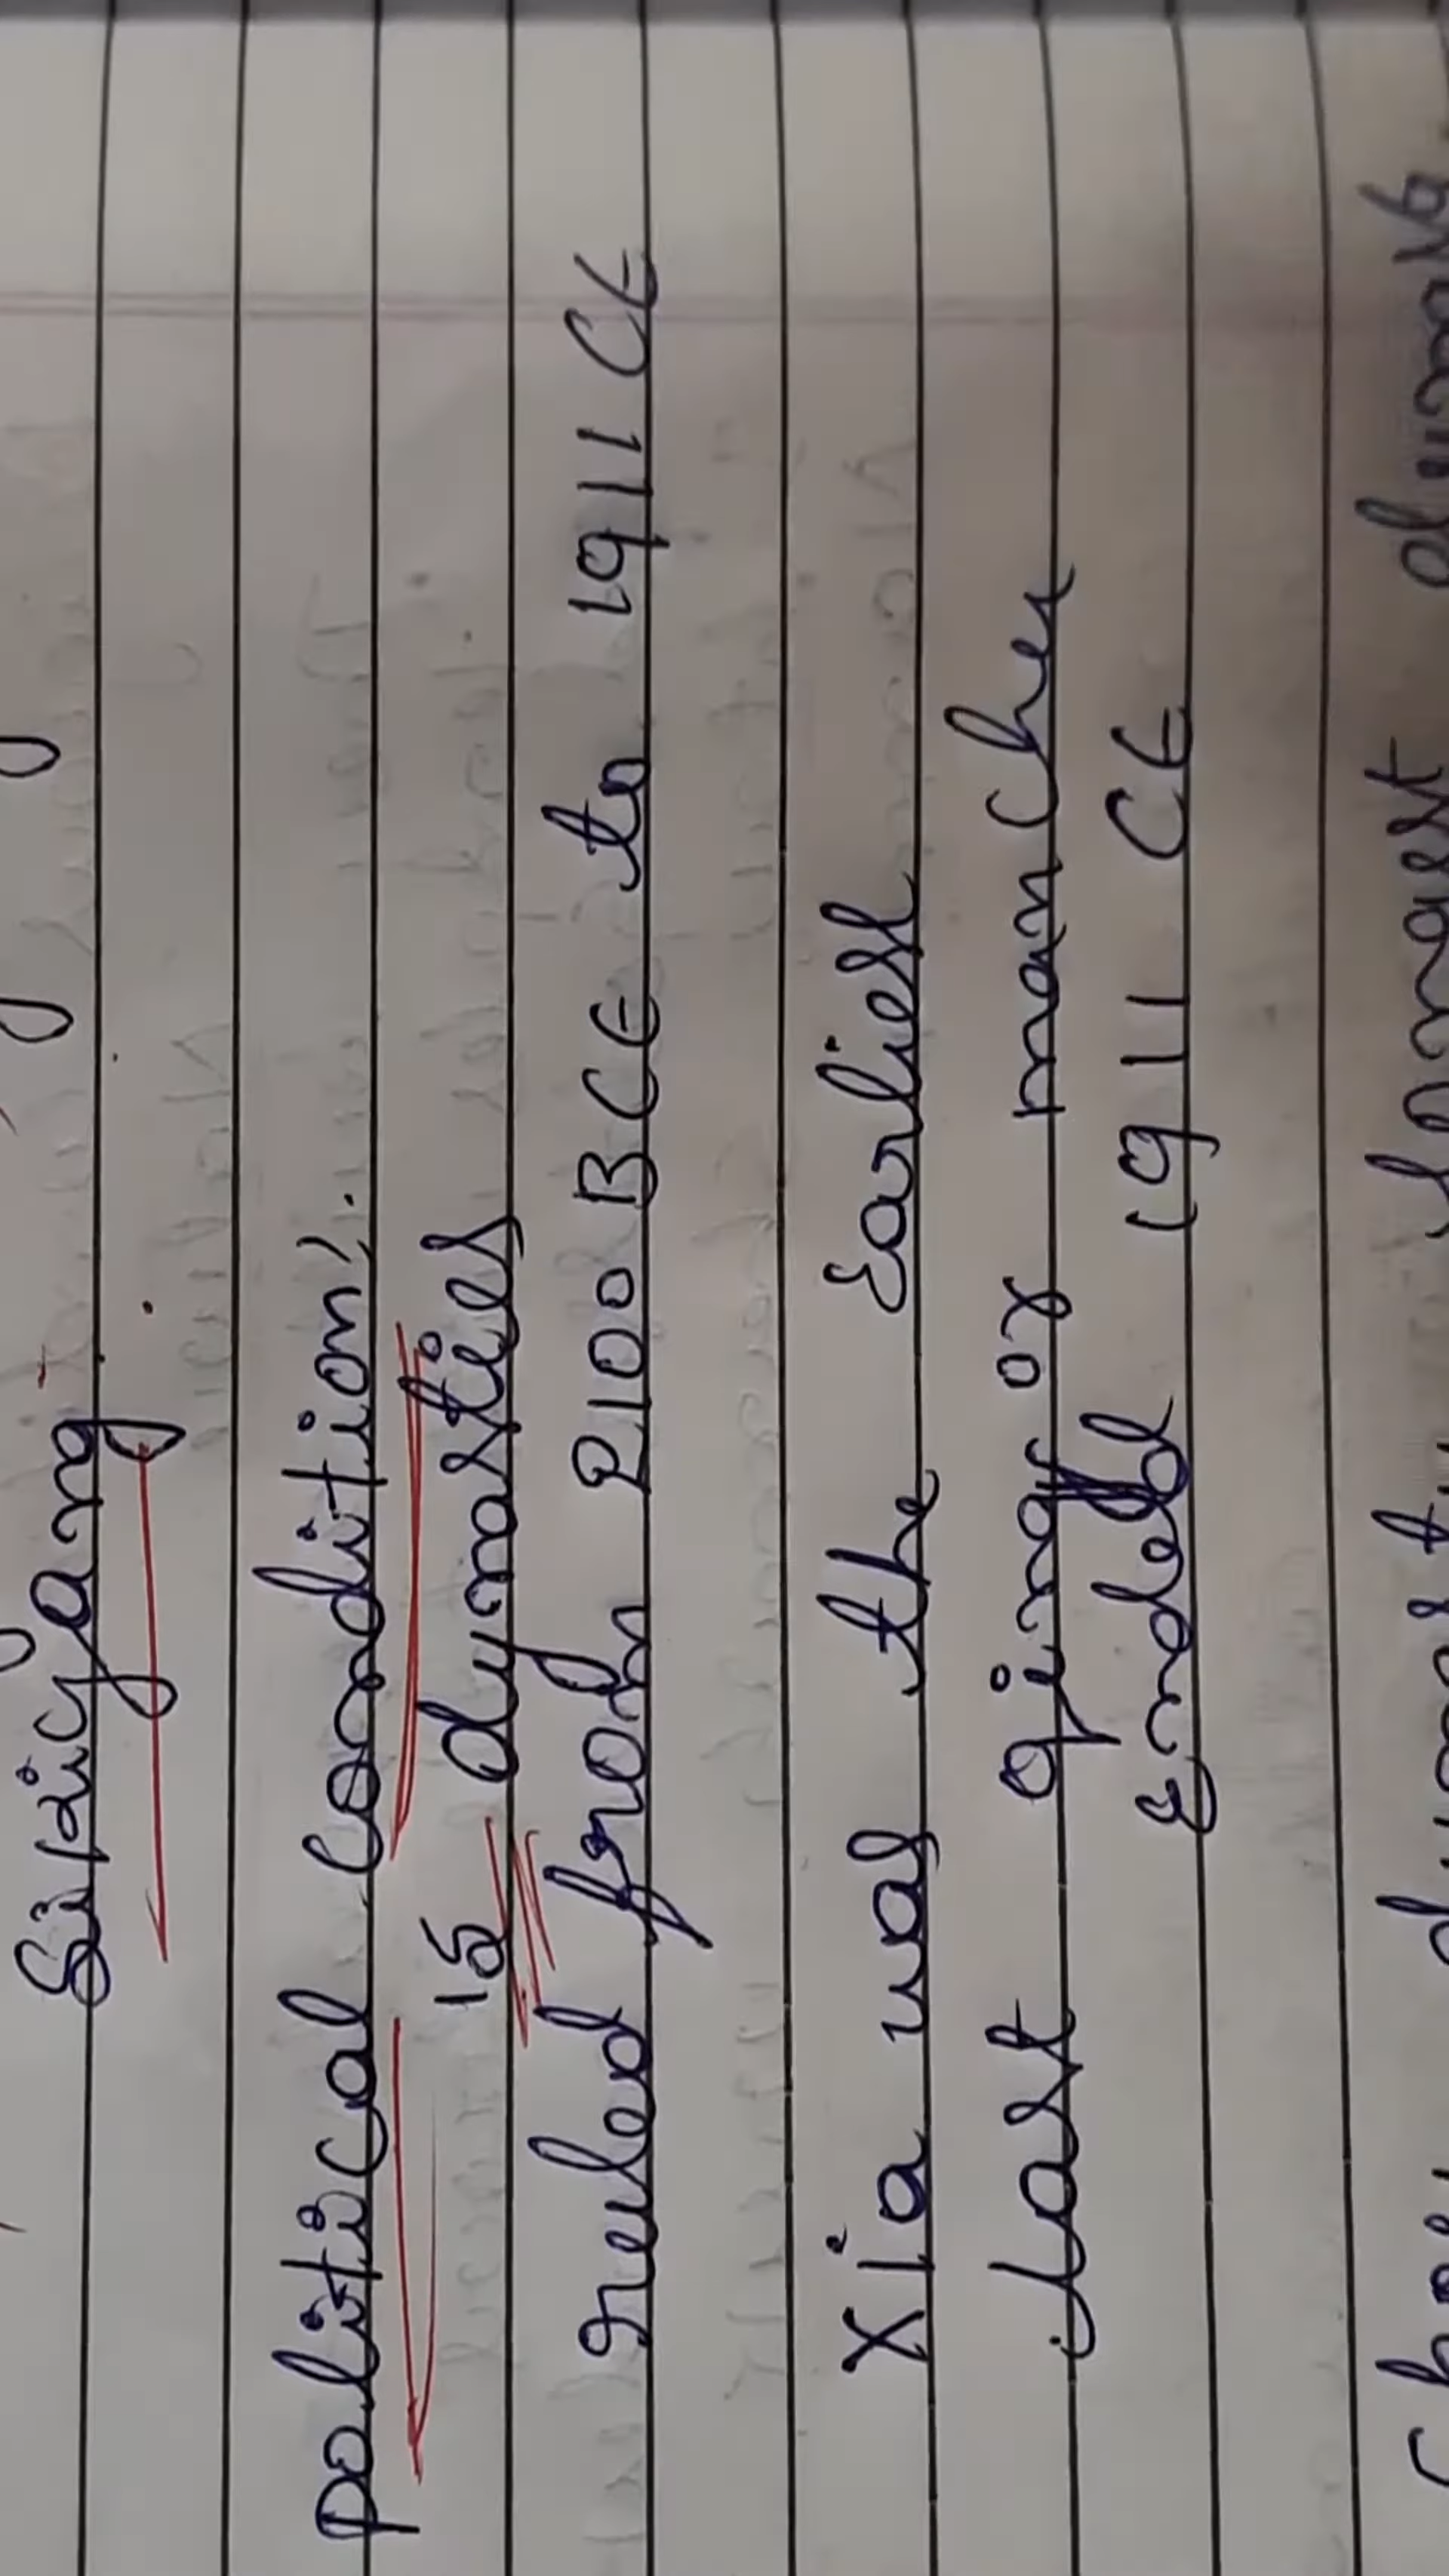 political Condition:
15 dynasties
ruled from 2100 BCE to 1911 CE
Xia was the Earliest
last qing or manchu
Ended 1911 CE
longest